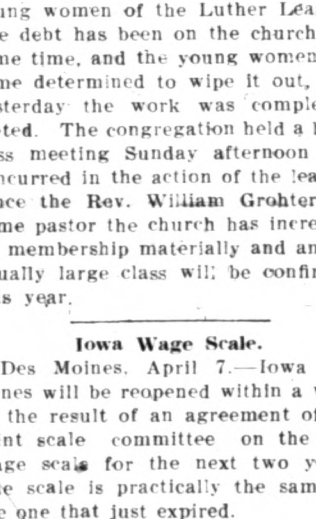 ung women of the Luther Lea
e debt has been on the church
me time, and the young women
me determined to wipe it out,
sterday the work was comple
ted. The congregation held a b
ss meeting Sunday afternoon
ncurred in the action of the lea
nce the Rev. William Grohter
me pastor the church has incre
membership materially and an
ually large class will be confir
s year.
Iowa Wage Scale.
Des Moines, April 7.—Iowa
nes will be reopened within a
the result of an agreement of
int scale committee on the
age scale for the next two y
e scale is practically the sam
e one that just expired.